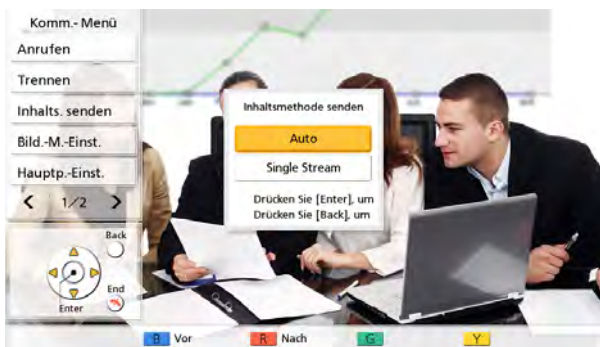 Komm.- Menü
Anrufen
Trennen
Inhalts. senden
Bild.-M.-Einst.
Hauptp.-Einst.
1/2
Back
End
Enter
Inhaltsmethode senden
Auto
Single Stream
Drücken Sie [Enter], um
Drücken Sie [Back], um
B Vor R Nach G Y